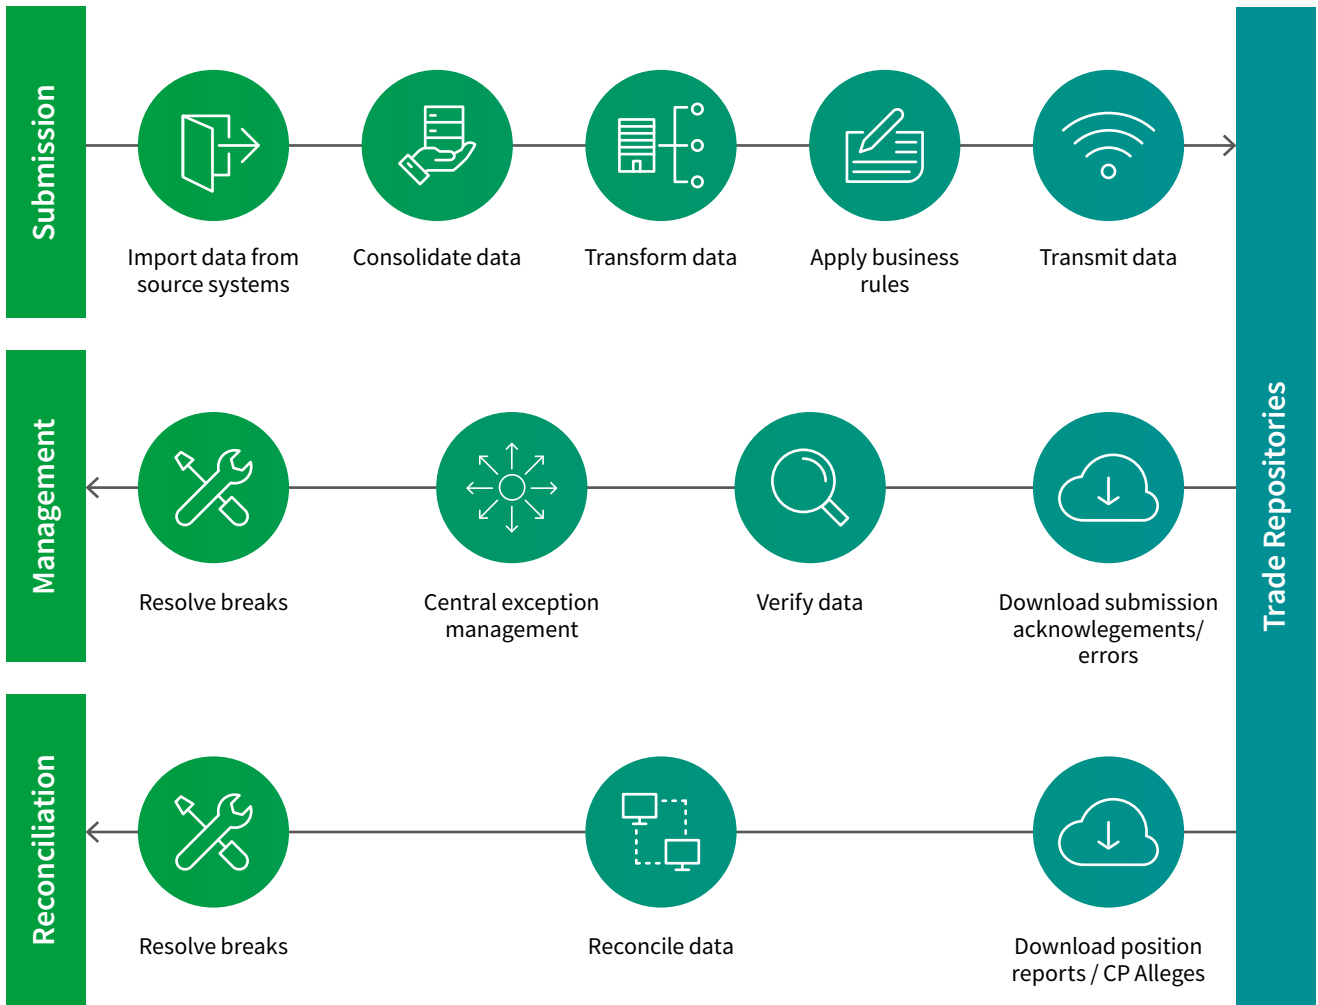 Submission
Import data from
source systems
Consolidate data
Transform data
Apply business
rules
Transmit data
Management
Resolve breaks
Central exception
management
Verify data
Download submission
acknowlegements/
errors
Reconciliation
Resolve breaks
Reconcile data
Download position
reports / CP Alleges
Trade Repositories